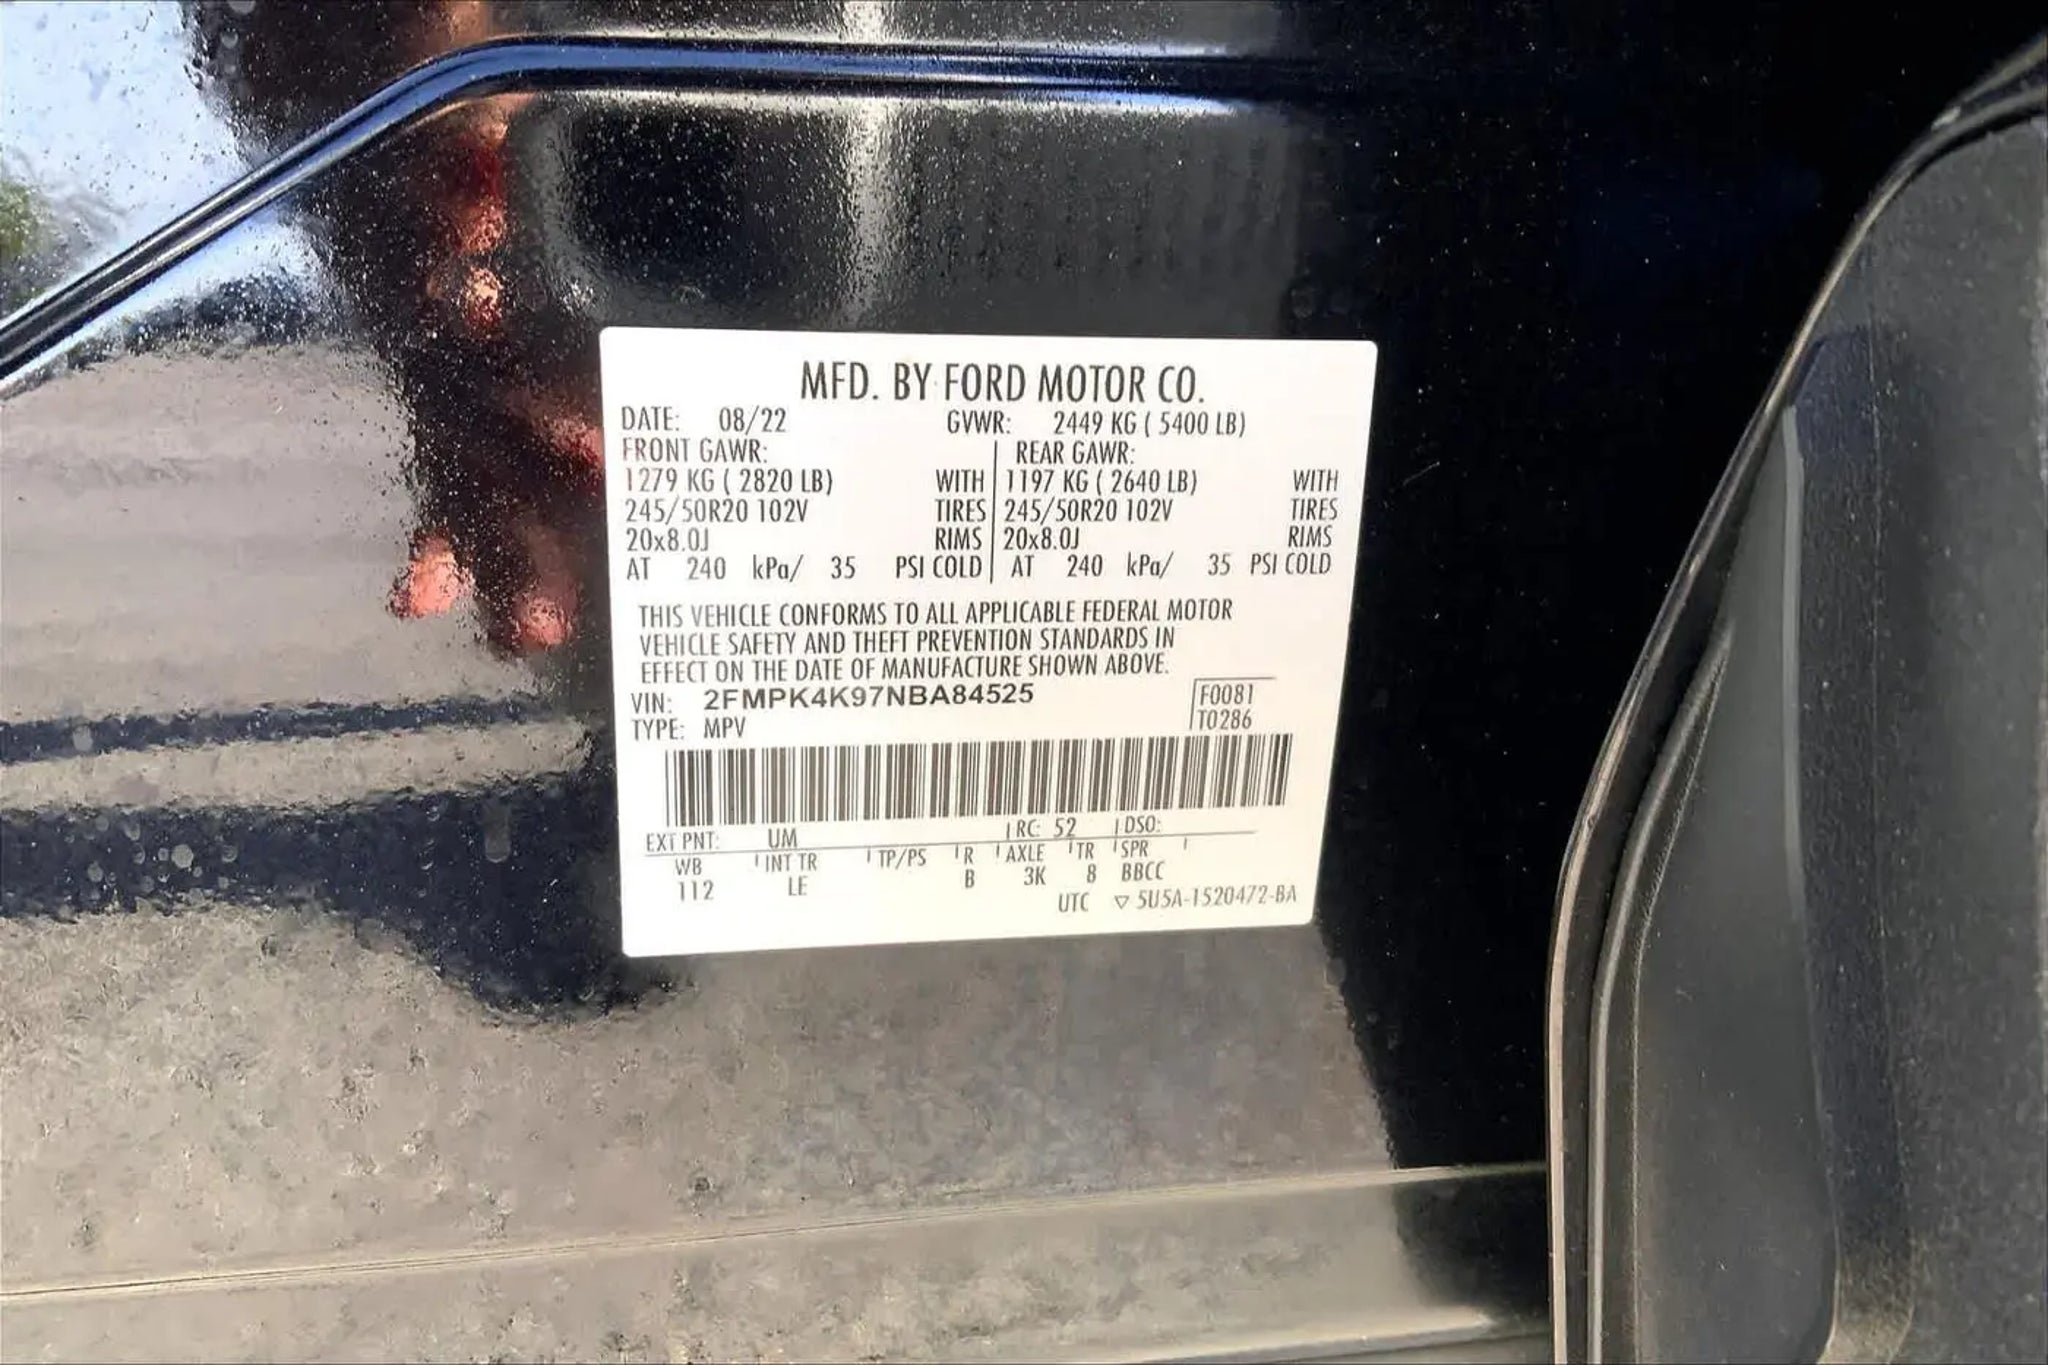 MFD. BY FORD MOTOR CO.
DATE: 08/22 GVWR: 2449 KG ( 5400 LB)
FRONT GAWR: REAR GAWR:
1279 KG ( 2820 LB) WITH 1197 KG ( 2640 LB) WITH
245/50R20 102V TIRES 245/50R20 102V TIRES
20x8.0J RIMS 20x8.0J RIMS
AT 240 kPa/ 35 PSI COLD AT 240 kPa/ 35 PSI COLD
THIS VEHICLE CONFORMS TO ALL APPLICABLE FEDERAL MOTOR
VEHICLE SAFETY AND THEFT PREVENTION STANDARDS IN
EFFECT ON THE DATE OF MANUFACTURE SHOWN ABOVE.
VIN: 2FMPK4K97NBA84525 F0081
TYPE: MPV T0286
EXT PNT: UM RC: 52 DSO:
WB INT TR TP/PS R AXLE TR SPR
112 LE B 3K 8 BBCC
UTC ▽ 5U5A-1520472-BA